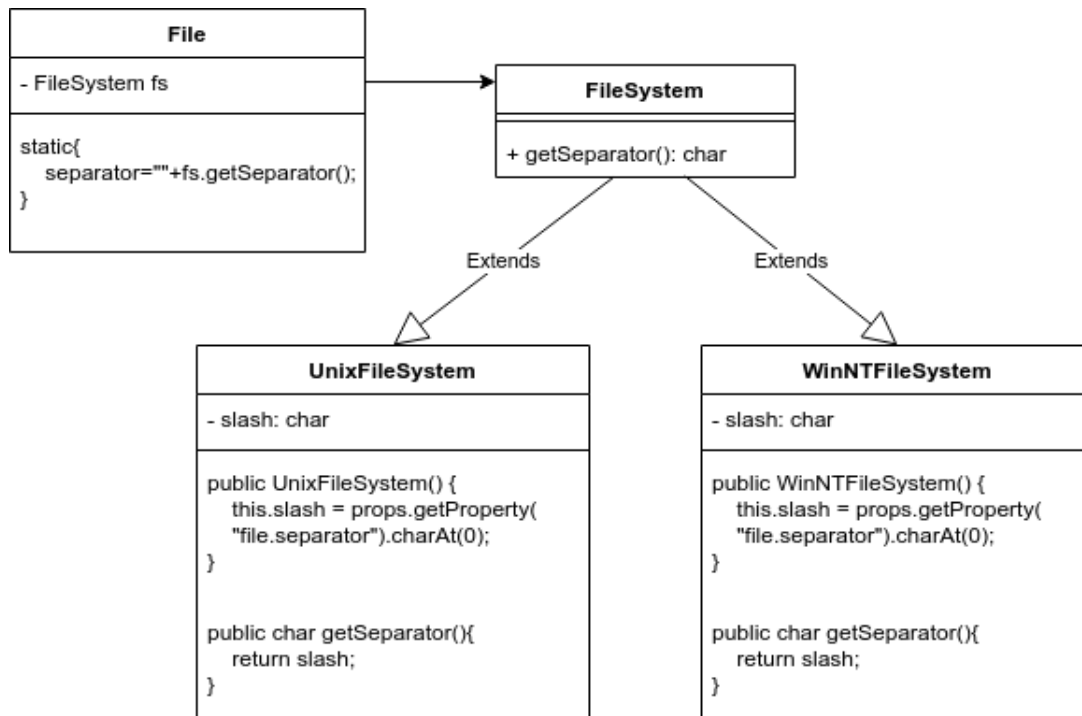 File
- FileSystem fs
static{
separator=""+fs.getSeparator();
}
FileSystem
+ getSeparator(): char
Extends
Extends
UnixFileSystem
- slash: char
public UnixFileSystem() {
this.slash = props.getProperty(
"file.separator").charAt(0);
}
public char getSeparator(){
return slash;
}
WinNTFileSystem
- slash: char
public WinNTFileSystem() {
this.slash = props.getProperty(
"file.separator").charAt(0);
}
public char getSeparator(){
return slash;
}